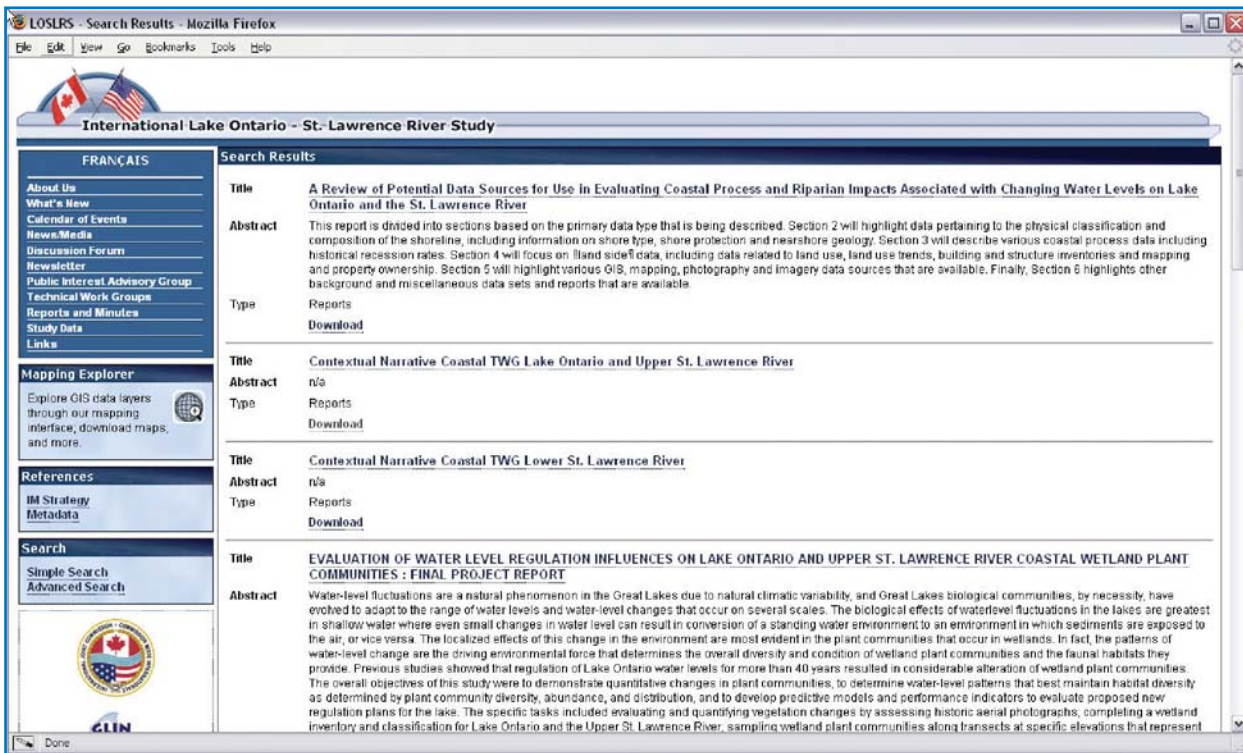 LOSLRS - Search Results - Mozilla Firefox
File Edit View Go Bookmarks Tools Help
International Lake Ontario - St. Lawrence River Study
FRANÇAIS
About Us
What's New
Calendar of Events
News/Media
Discussion Forum
Newsletter
Public Interest Advisory Group
Technical Work Groups
Reports and Minutes
Study Data
Links
Mapping Explorer
Explore GIS data layers
through our mapping
interface, download maps,
and more.
References
IM Strategy
Metadata
Search
Simple Search
Advanced Search
GLIN
Search Results
Title A Review of Potential Data Sources for Use in Evaluating Coastal Process and Riparian Impacts Associated with Changing Water Levels on Lake
Ontario and the St. Lawrence River
Abstract This report is divided into sections based on the primary data type that is being described. Section 2 will highlight data pertaining to the physical classification and
composition of the shoreline, including information on shore type, shore protection and nearshore geology. Section 3 will describe various coastal process data including
historical recession rates. Section 4 will focus on llland side¶ data, including data related to land use, land use trends, building and structure inventories and mapping
and property ownership. Section 5 will highlight various GIS, mapping, photography and imagery data sources that are available. Finally, Section 6 highlights other
background and miscellaneous data sets and reports that are available.
Type Reports
Download
Title Contextual Narrative Coastal TWG Lake Ontario and Upper St. Lawrence River
Abstract n/a
Type Reports
Download
Title Contextual Narrative Coastal TWG Lower St. Lawrence River
Abstract n/a
Type Reports
Download
Title EVALUATION OF WATER LEVEL REGULATION INFLUENCES ON LAKE ONTARIO AND UPPER ST. LAWRENCE RIVER COASTAL WETLAND PLANT
COMMUNITIES : FINAL PROJECT REPORT
Abstract Water-level fluctuations are a natural phenomenon in the Great Lakes due to natural climatic variability, and Great Lakes biological communities, by necessity, have
evolved to adapt to the range of water levels and water-level changes that occur on several scales. The biological effects of waterlevel fluctuations in the lakes are greatest
in shallow water where even small changes in water level can result in conversion of a standing water environment to an environment in which sediments are exposed to
the air, or vice versa. The localized effects of this change in the environment are most evident in the plant communities that occur in wetlands. In fact, the patterns of
water-level change are the driving environmental force that determines the overall diversity and condition of wetland plant communities and the faunal habitats they
provide. Previous studies showed that regulation of Lake Ontario water levels for more than 40 years resulted in considerable alteration of wetland plant communities.
The overall objectives of this study were to demonstrate quantitative changes in plant communities, to determine water-level patterns that best maintain habitat diversity
as determined by plant community diversity, abundance, and distribution, and to develop predictive models and performance indicators to evaluate proposed new
regulation plans for the lake. The specific tasks included evaluating and quantifying vegetation changes by assessing historic aerial photographs; completing a wetland
inventory and classification for Lake Ontario and the Upper St. Lawrence River; sampling wetland plant communities along transects at specific elevations that represent
Done